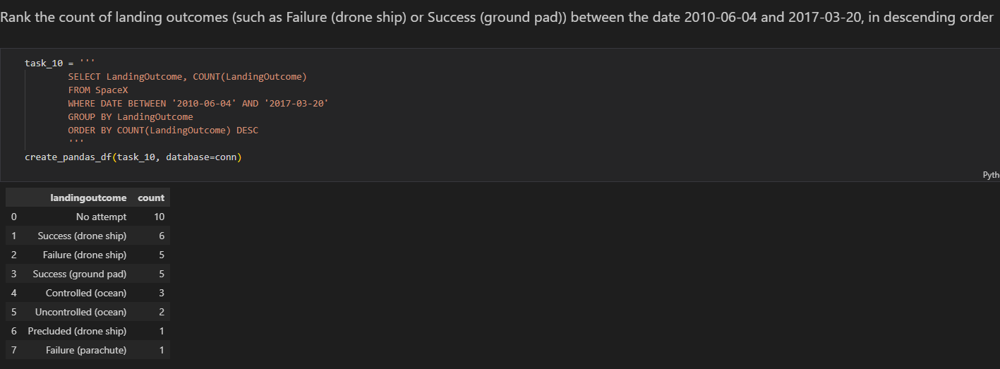 Rank the count of landing outcomes (such as Failure (drone ship) or Success (ground pad)) between the date 2010-06-04 and 2017-03-20, in descending order
task_10 = '''
SELECT LandingOutcome, COUNT(LandingOutcome)
FROM SpaceX
WHERE DATE BETWEEN '2010-06-04' AND '2017-03-20'
GROUP BY LandingOutcome
ORDER BY COUNT(LandingOutcome) DESC
'''
create_pandas_df(task_10, database=conn)
Pyth
landingoutcome count
0 No attempt 10
1 Success (drone ship) 6
2 Failure (drone ship) 5
3 Success (ground pad) 5
4 Controlled (ocean) 3
5 Uncontrolled (ocean) 2
6 Precluded (drone ship) 1
7 Failure (parachute) 1